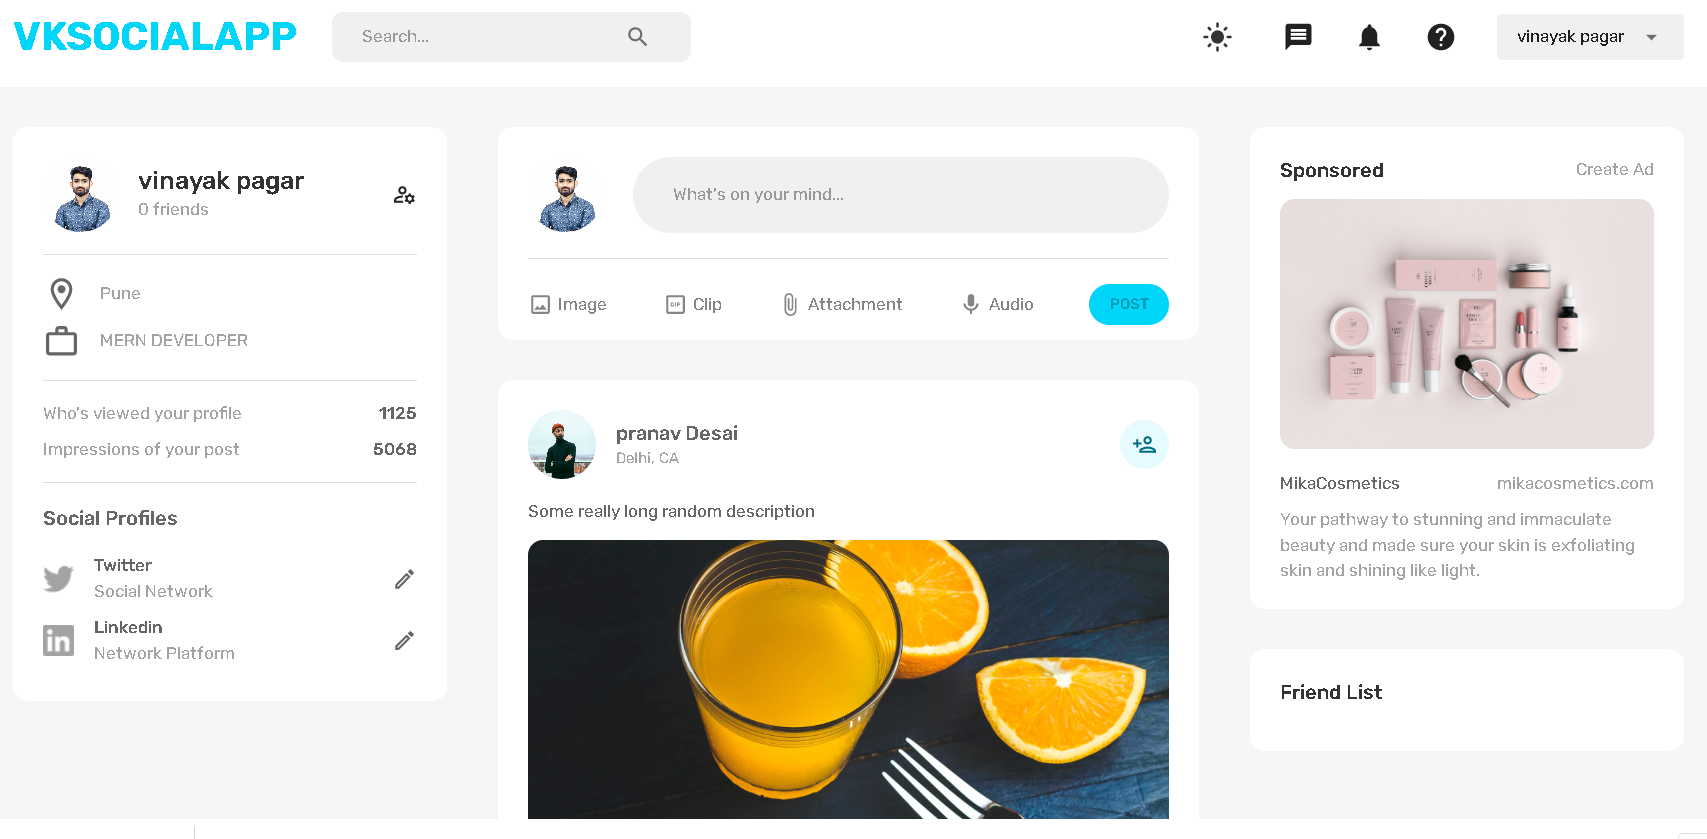 VKSOCIALAPP
Search...
vinayak pagar
vinayak pagar
0 friends
Pune
MERN DEVELOPER
Who's viewed your profile 1125
Impressions of your post 5068
Social Profiles
Twitter
Social Network
Linkedin
Network Platform
What's on your mind...
Image GIF Clip Attachment Audio POST
pranav Desai
Delhi, CA
Some really long random description
Sponsored Create Ad
MikaCosmetics mikacosmetics.com
Your pathway to stunning and immaculate
beauty and made sure your skin is exfoliating
skin and shining like light.
Friend List